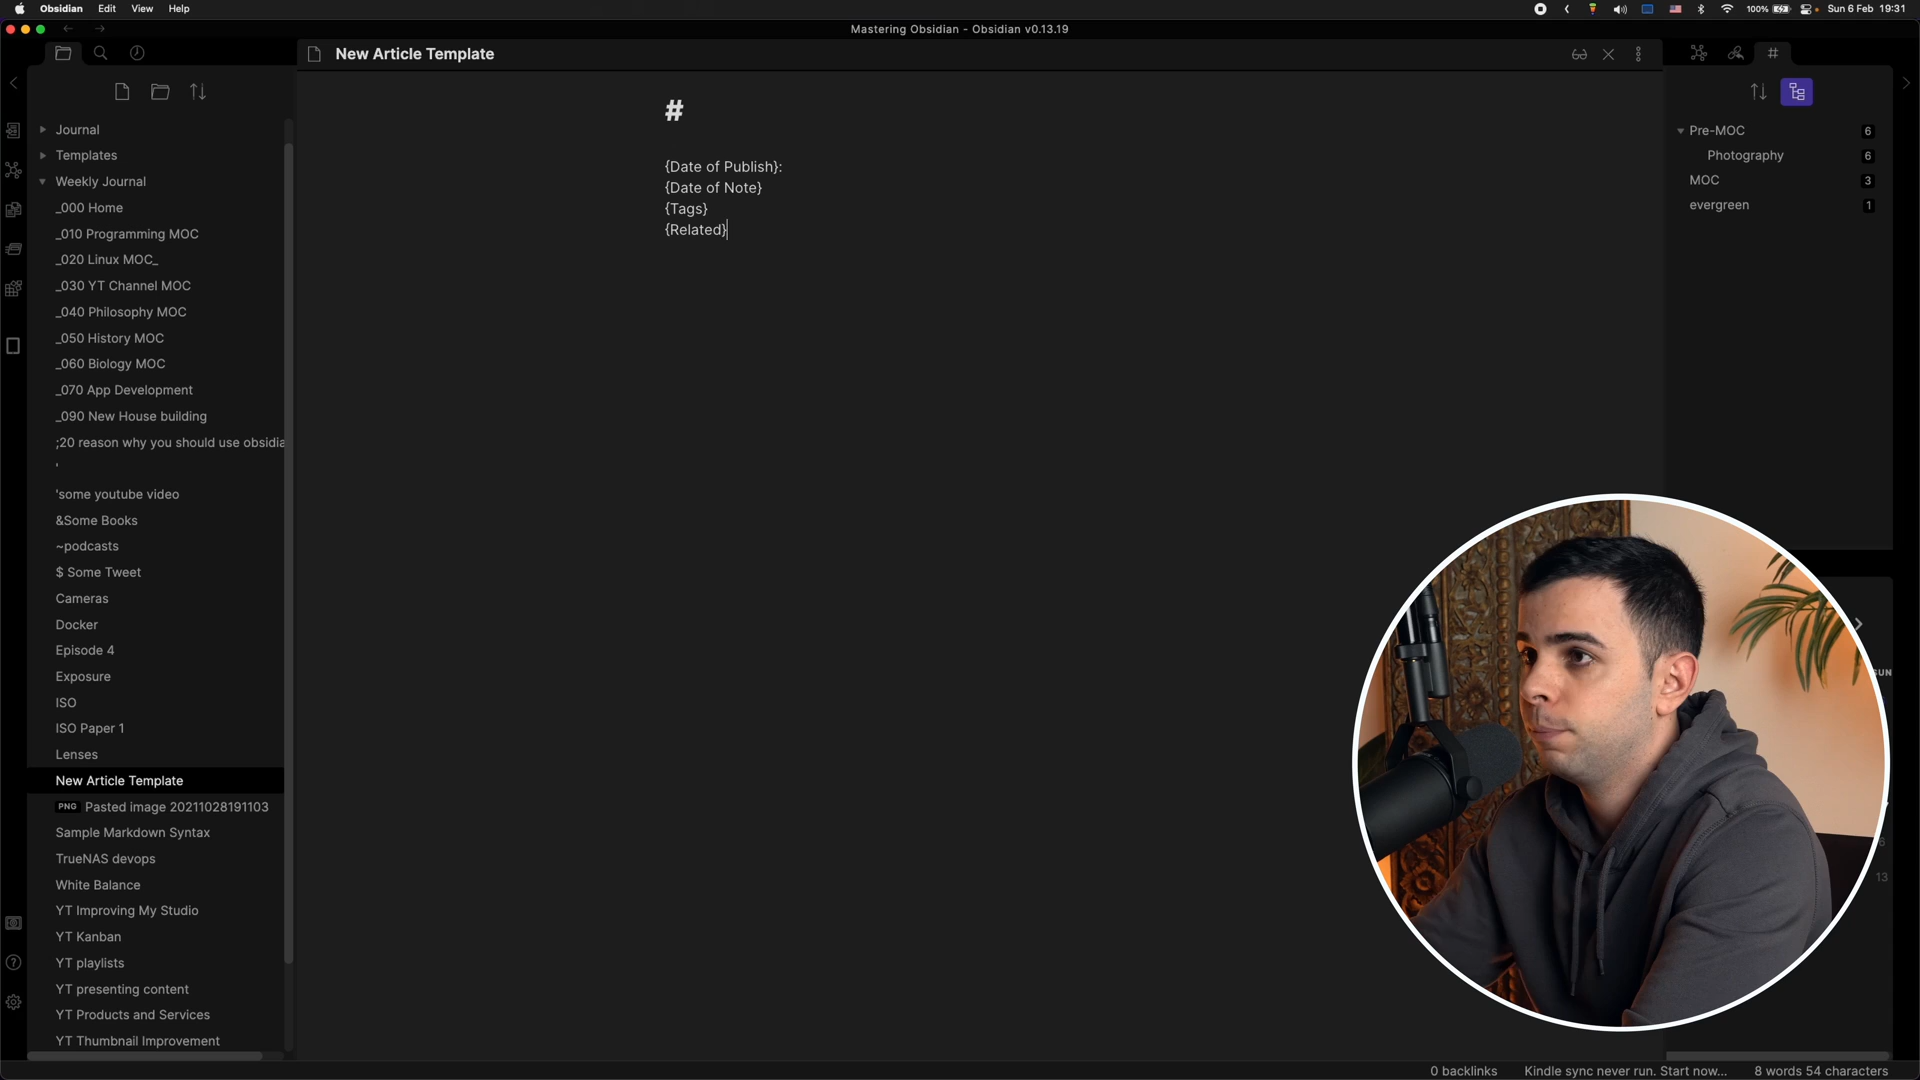 Obsidian Edit View Help
100% Sun 6 Feb 19:31
Mastering Obsidian - Obsidian v0.13.19
New Article Template
#
{Date of Publish}:
{Date of Note}
{Tags}
{Related}
Journal
Templates
Weekly Journal
_000 Home
_010 Programming MOC
_020 Linux MOC_
_030 YT Channel MOC
_040 Philosophy MOC
_050 History MOC
_060 Biology MOC
_070 App Development
_090 New House building
;20 reason why you should use obsidia
'
'some youtube video
&Some Books
~podcasts
$ Some Tweet
Cameras
Docker
Episode 4
Exposure
ISO
ISO Paper 1
Lenses
New Article Template
PNG Pasted image 20211028191103
Sample Markdown Syntax
TrueNAS devops
White Balance
YT Improving My Studio
YT Kanban
YT playlists
YT presenting content
YT Products and Services
YT Thumbnail Improvement
Pre-MOC 6
Photography 6
MOC 3
evergreen 1
SUN
6
13
0 backlinks Kindle sync never run. Start now... 8 words 54 characters